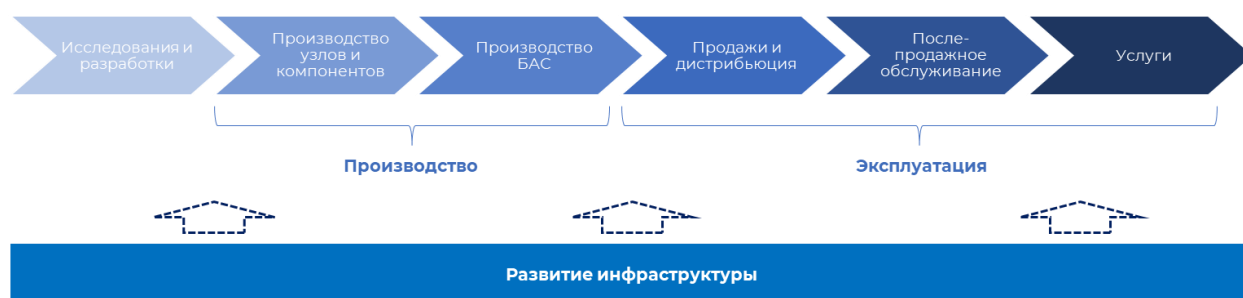 Исследования и
разработки
Производство
узлов и
компонентов
Производство
БАС
Продажи и
дистрибьюция
После-
продажное
обслуживание
Услуги
Производство
Эксплуатация
Развитие инфраструктуры